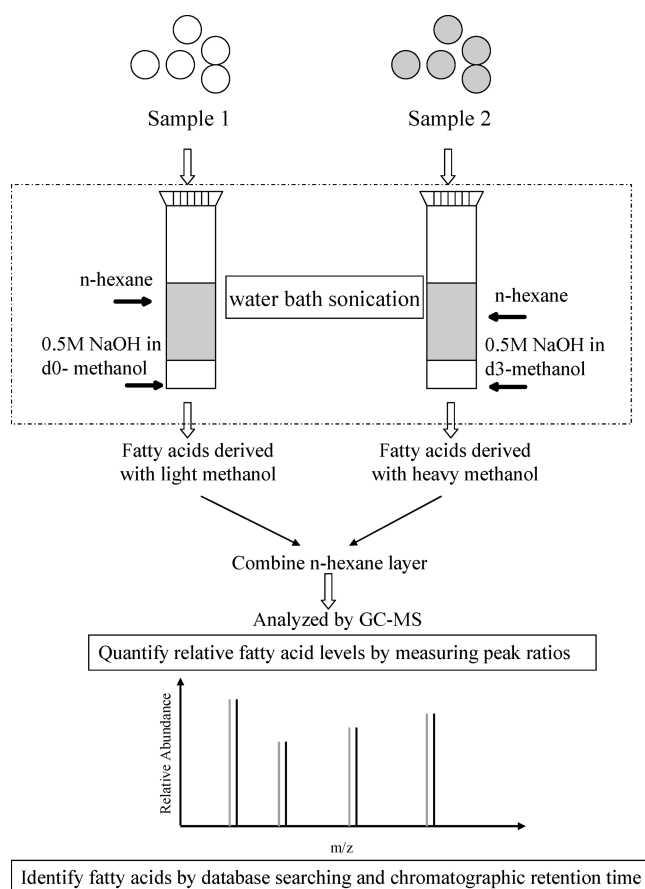 Sample 1
Sample 2
n-hexane
water bath sonication
n-hexane
0.5M NaOH in
d0- methanol
0.5M NaOH in
d3-methanol
Fatty acids derived
with light methanol
Fatty acids derived
with heavy methanol
Combine n-hexane layer
Analyzed by GC-MS
Quantify relative fatty acid levels by measuring peak ratios
Relative Abundance
m/z
Identify fatty acids by database searching and chromatographic retention time